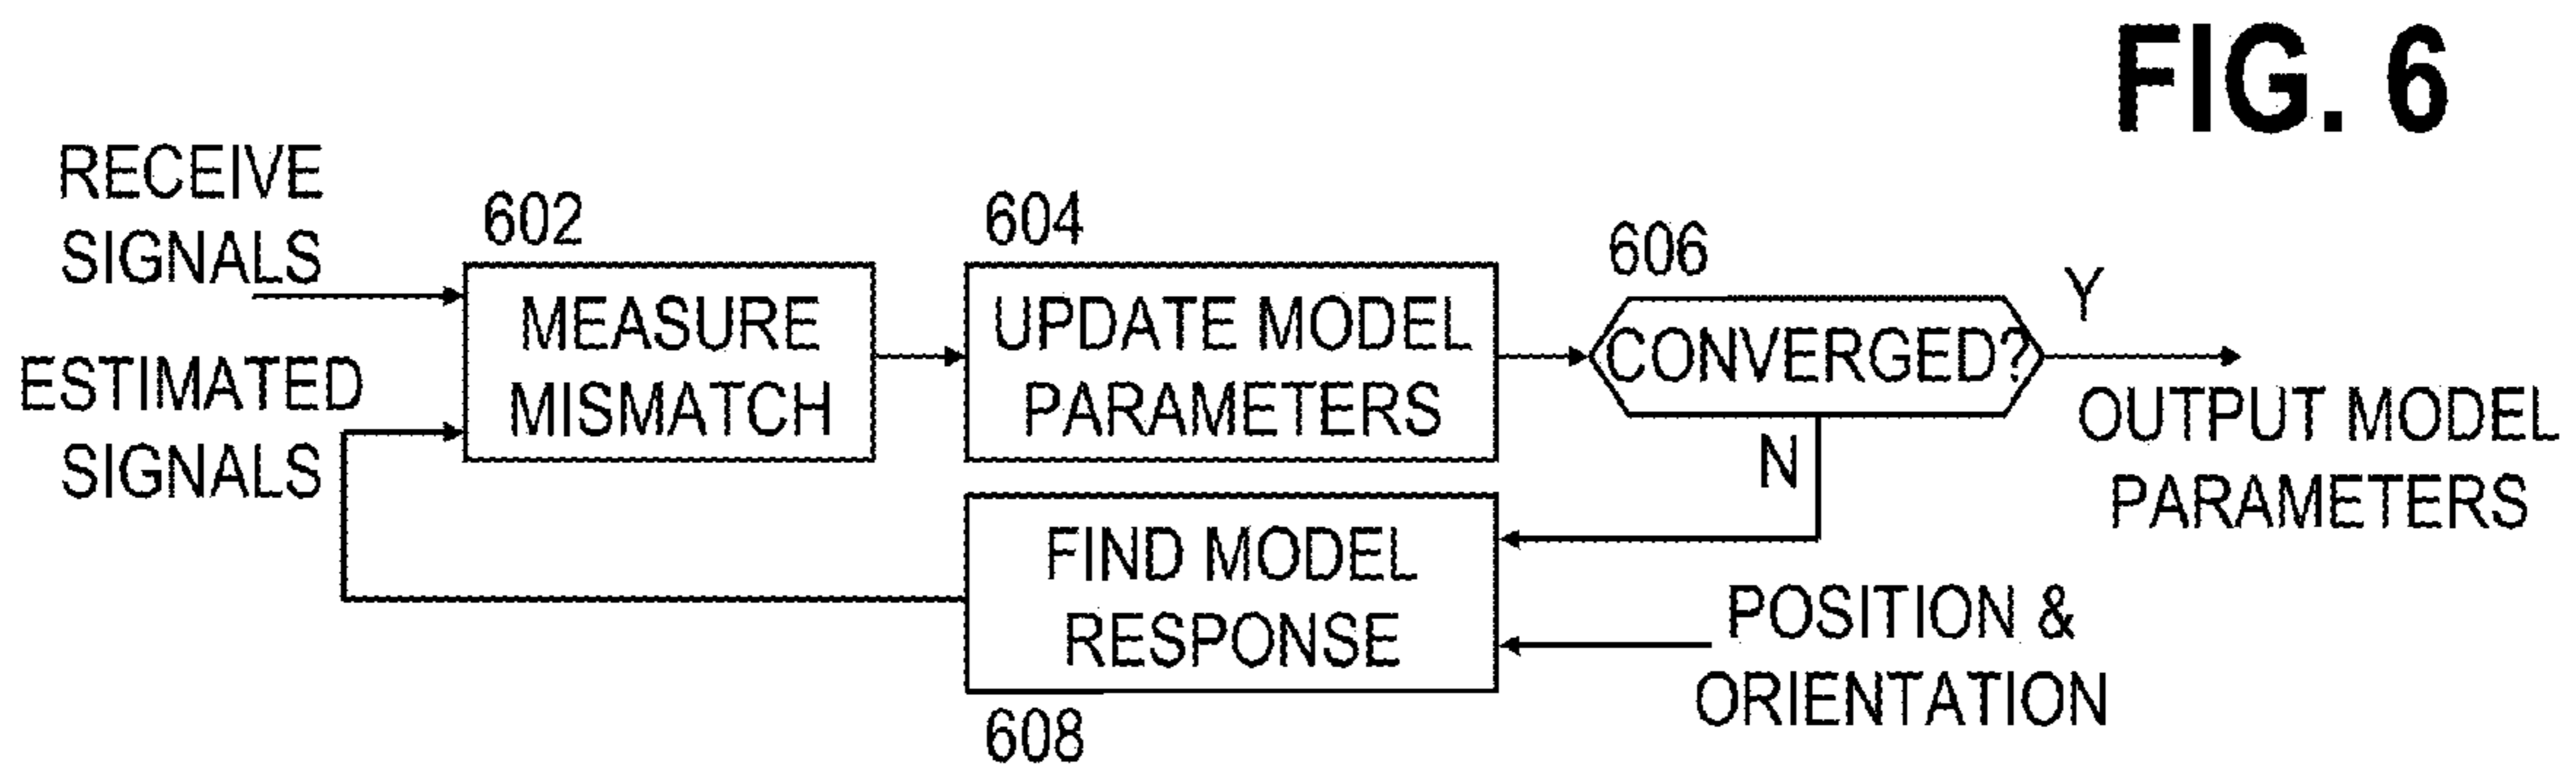 FIG. 6
RECEIVE
SIGNALS
ESTIMATED
SIGNALS
602
MEASURE
MISMATCH
604
UPDATE MODEL
PARAMETERS
606
CONVERGED?
Y
OUTPUT MODEL
PARAMETERS
N
FIND MODEL
RESPONSE
608
POSITION &
ORIENTATION